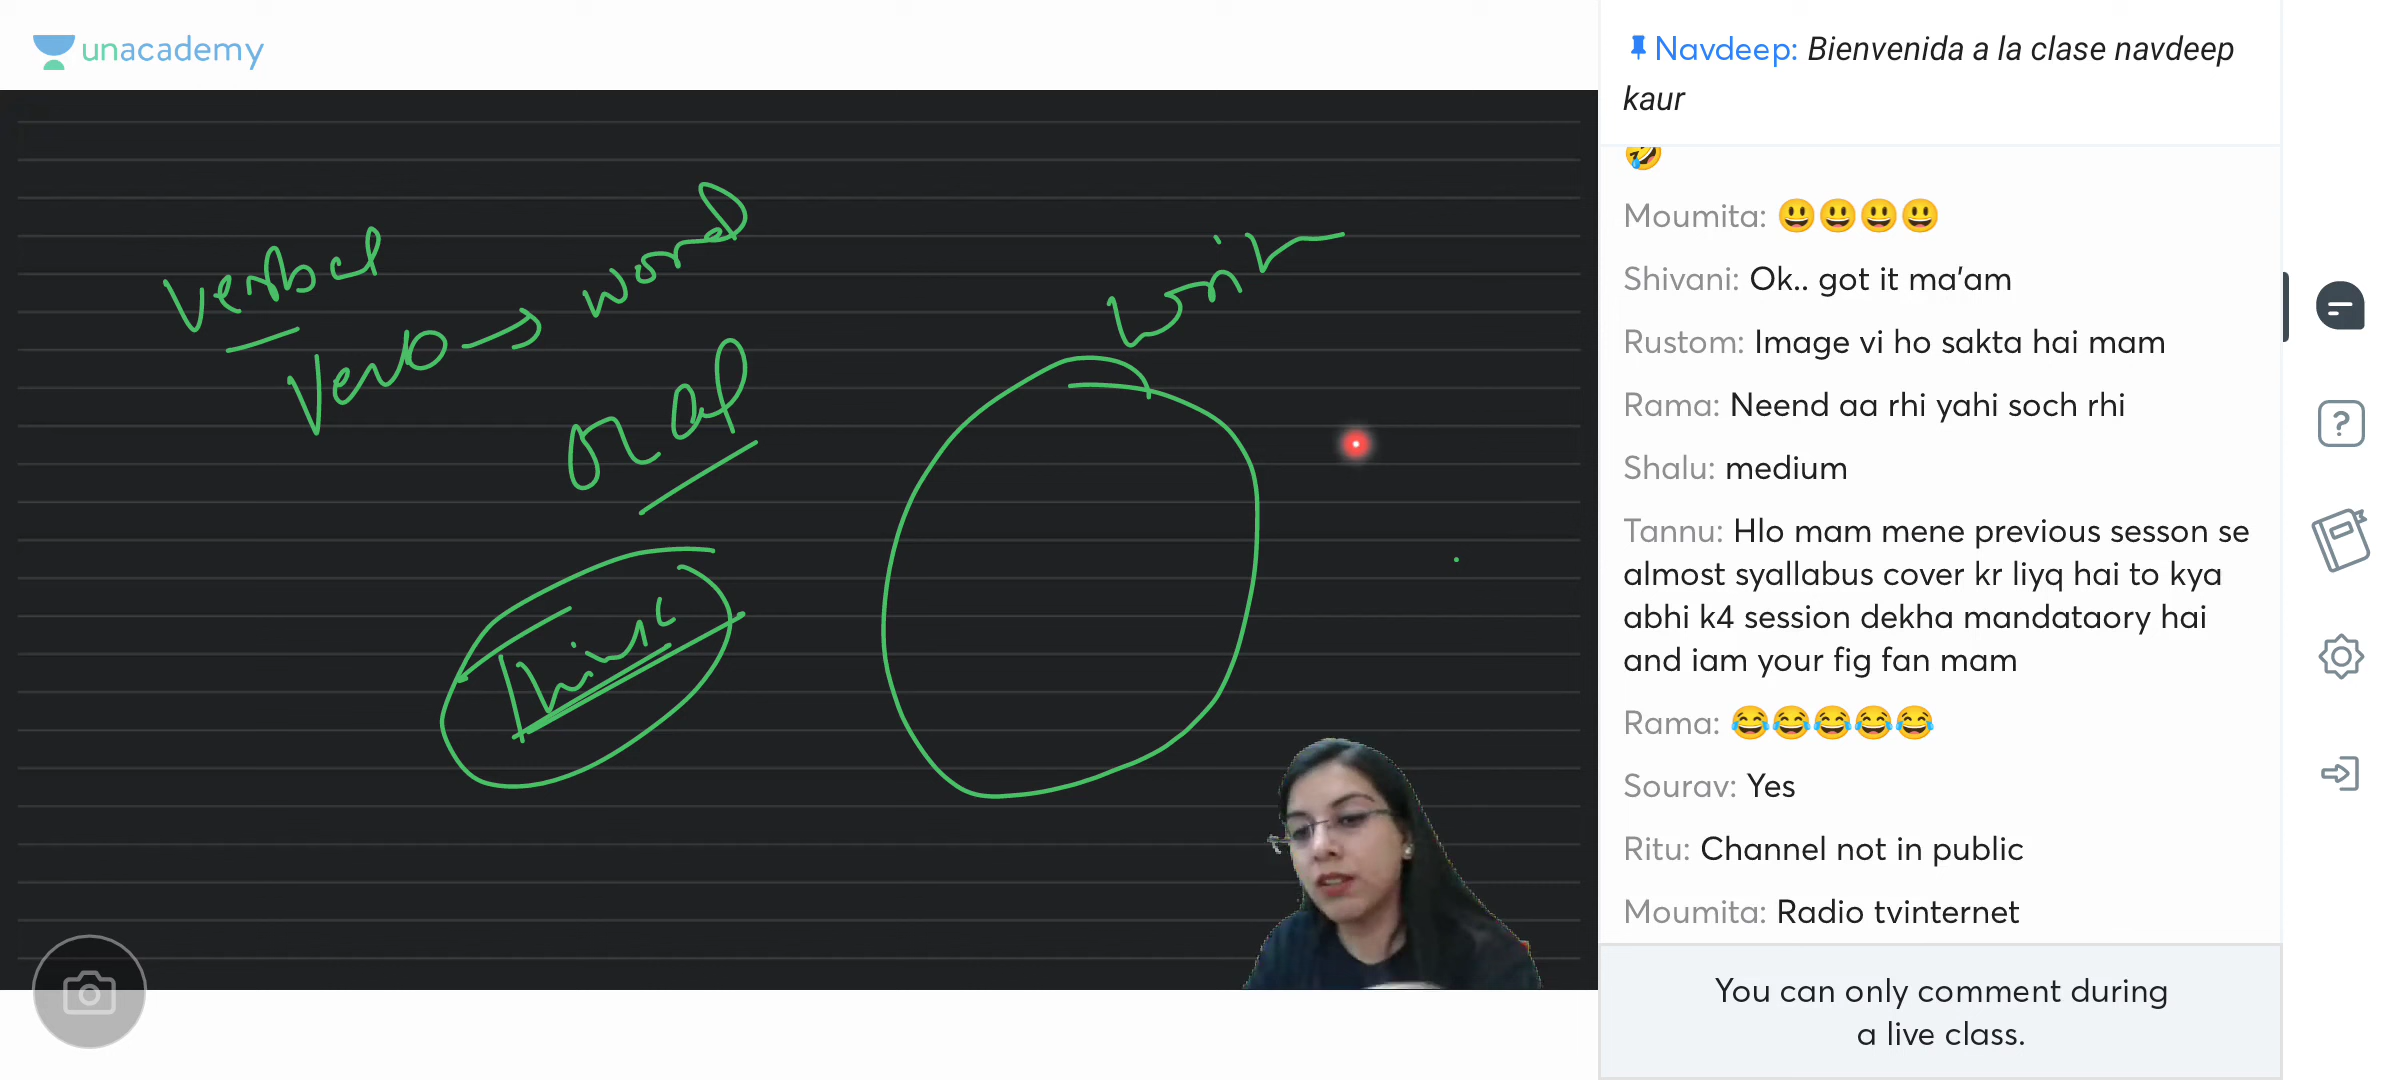 unacademy
verbal
Verb → word
oral
Think
Navdeep: Bienvenida a la clase navdeep
kaur
🤣
Moumita: 😃😃😃😃
Shivani: Ok.. got it ma'am
Rustom: Image vi ho sakta hai mam
Rama: Neend aa rhi yahi soch rhi
Shalu: medium
Tannu: Hlo mam mene previous sesson se
almost syallabus cover kr liyq hai to kya
abhi k4 session dekha mandataory hai
and iam your fig fan mam
Rama: 😂😂😂😂😂
Sourav: Yes
Ritu: Channel not in public
Moumita: Radio tvinternet
You can only comment during
a live class.